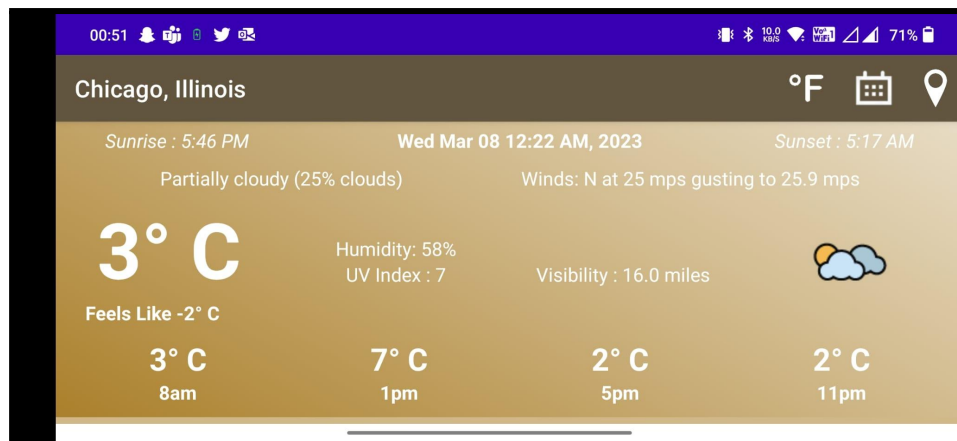 00:51 10.0 KB/S Vo WiFi 1 71%
Chicago, Illinois °F
Sunrise : 5:46 PM Wed Mar 08 12:22 AM, 2023 Sunset : 5:17 AM
Partially cloudy (25% clouds) Winds: N at 25 mps gusting to 25.9 mps
3° C
Humidity: 58%
UV Index : 7 Visibility : 16.0 miles
Feels Like -2° C
3° C 7° C 2° C 2° C
8am 1pm 5pm 11pm